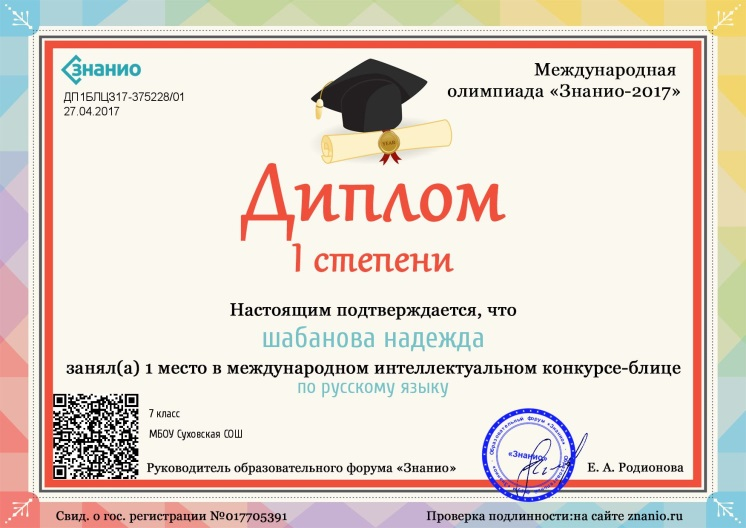 Знанио
ДП1БЛЦЗ17-375228/01
27.04.2017
Международная
олимпиада «Знанио-2017»
Диплом
I степени
Настоящим подтверждается, что
шабанова надежда
занял(а) 1 место в международном интеллектуальном конкурсе-блице
по русскому языку
7 класс
МБОУ Суховская СОШ
Руководитель образовательного форума «Знанио»
«Знанио»
Е. А. Родионова
Свид. о гос. регистрации №017705391
Проверка подлинности:на сайте znanio.ru